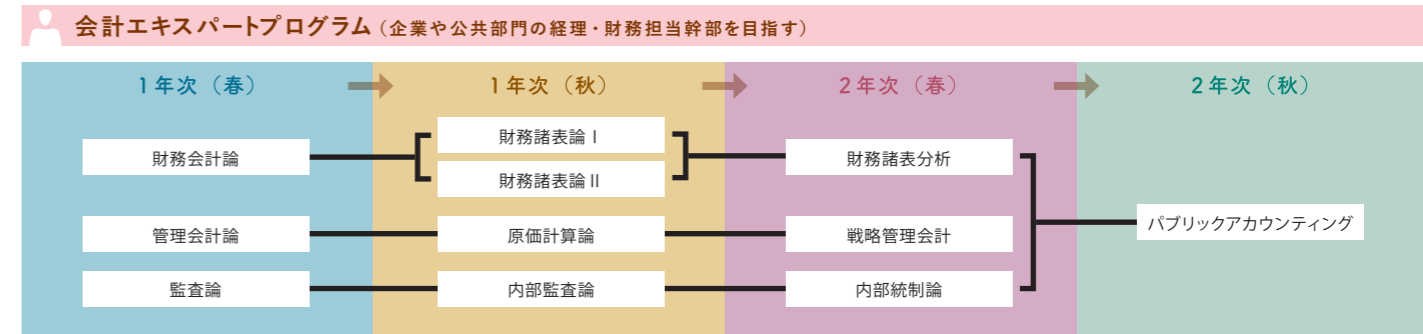 会計エキスパートプログラム（企業や公共部門の経理・財務担当幹部を目指す）
1年次（春）
1年次（秋）
2年次（春）
2年次（秋）
財務会計論
財務諸表論Ⅰ
財務諸表論Ⅱ
財務諸表分析
管理会計論
原価計算論
戦略管理会計
パブリックアカウンティング
監査論
内部監査論
内部統制論